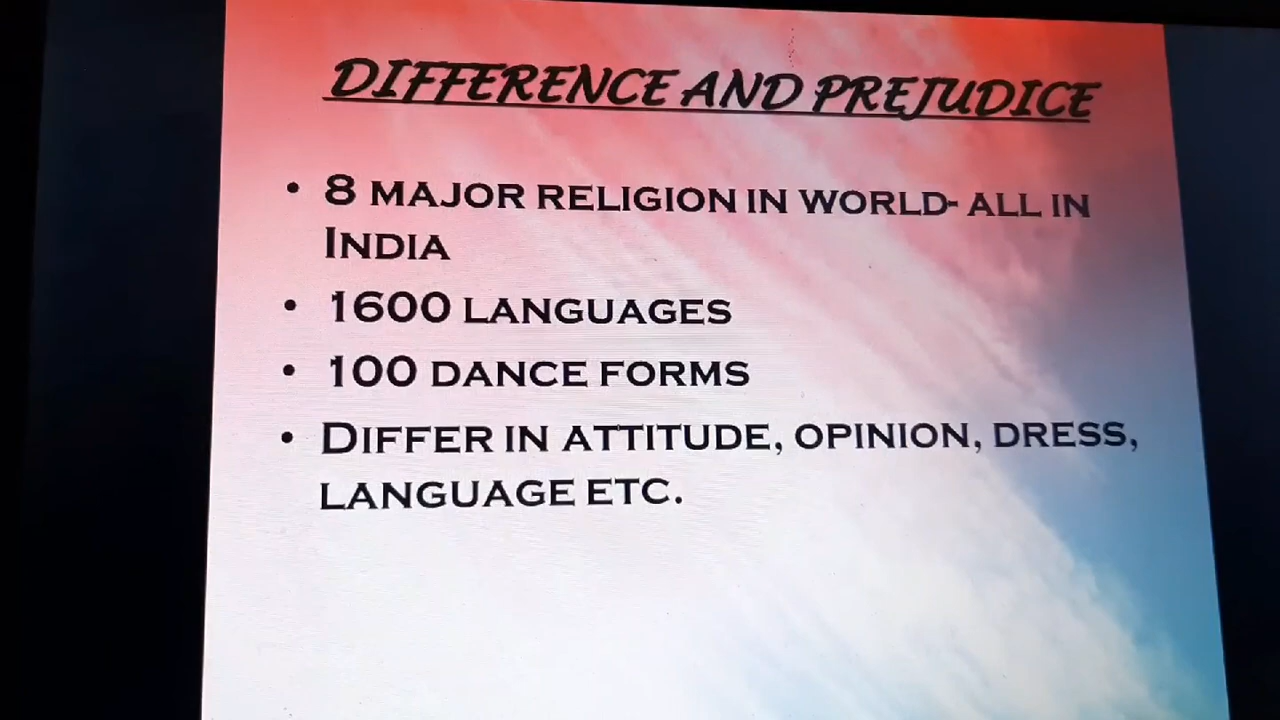 DIFFERENCE AND PREJUDICE
• 8 MAJOR RELIGION IN WORLD- ALL IN
INDIA
• 1600 LANGUAGES
• 100 DANCE FORMS
• DIFFER IN ATTITUDE, OPINION, DRESS,
LANGUAGE ETC.